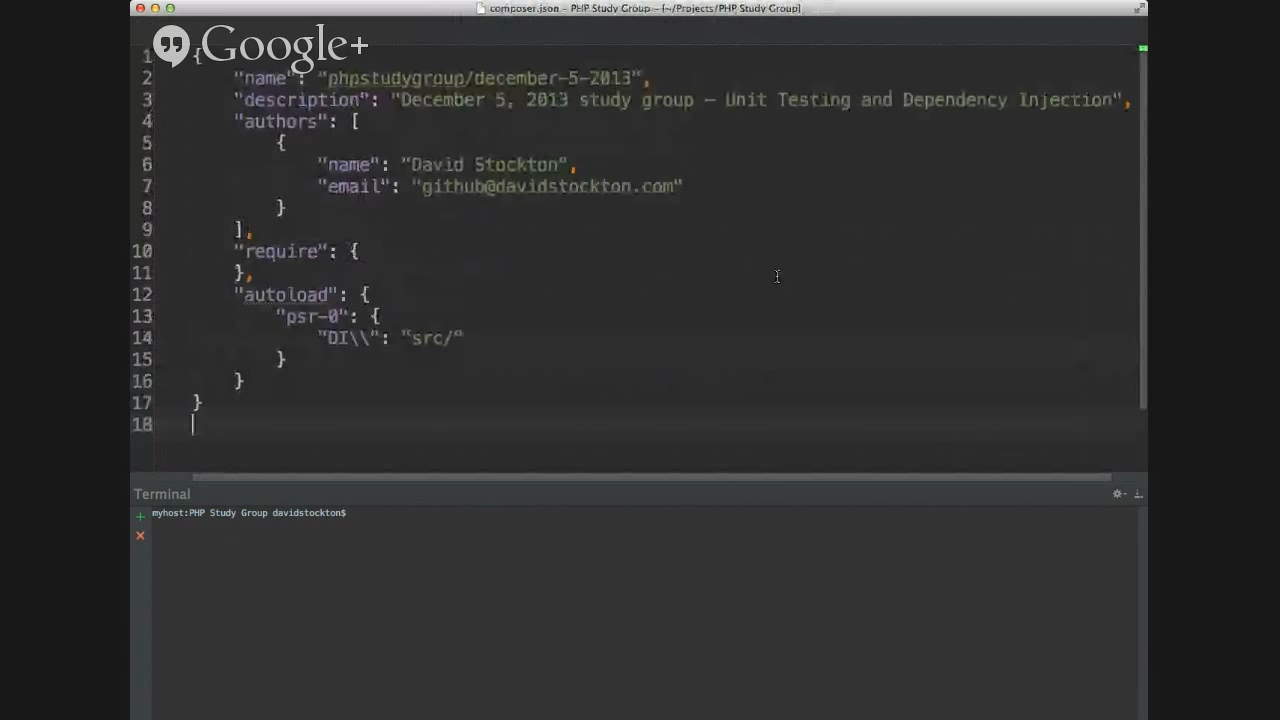 composer.json - PHP Study Group - [~/Projects/PHP Study Group]
Google+
1 {
2 "name": "phpstudygroup/december-5-2013",
3 "description": "December 5, 2013 study group – Unit Testing and Dependency Injection",
4 "authors": [
5 {
6 "name": "David Stockton",
7 "email": "github@davidstockton.com"
8 }
9 ],
10 "require": {
11 },
12 "autoload": {
13 "psr-0": {
14 "DI\\": "src/"
15 }
16 }
17 }
18
Terminal
myhost:PHP Study Group davidstockton$